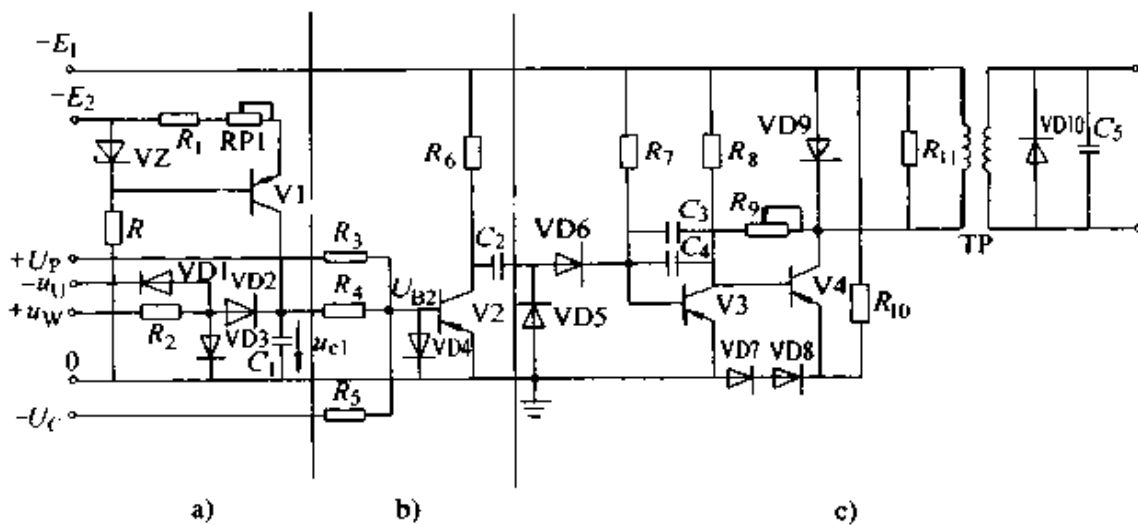 −E1
−E2
R1
RP1
VZ
V1
R
+UP
−uU
+uW
VD1
VD2
R2
VD3
C1
uc1
0
−UC
R3
R4
R5
UB2
VD4
V2
R6
C2
VD5
VD6
R7
R8
C3
C4
R9
VD9
V3
V4
VD7
VD8
R10
R11
TP
VD10
C5
a)
b)
c)